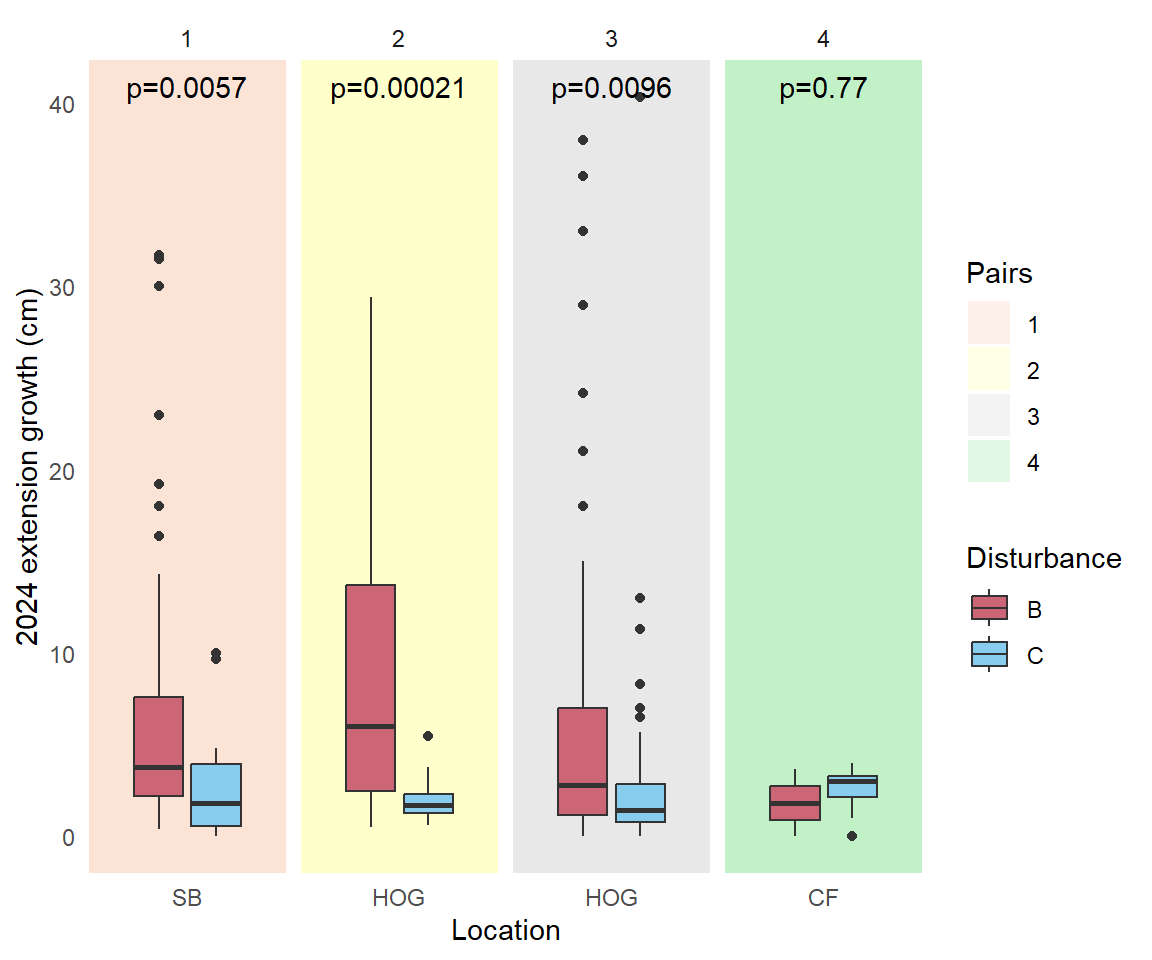 1 2 3 4
p=0.0057 p=0.00021 p=0.0096 p=0.77
40
30
20
10
0
2024 extension growth (cm)
SB HOG HOG CF
Location
Pairs
1
2
3
4
Disturbance
B
C